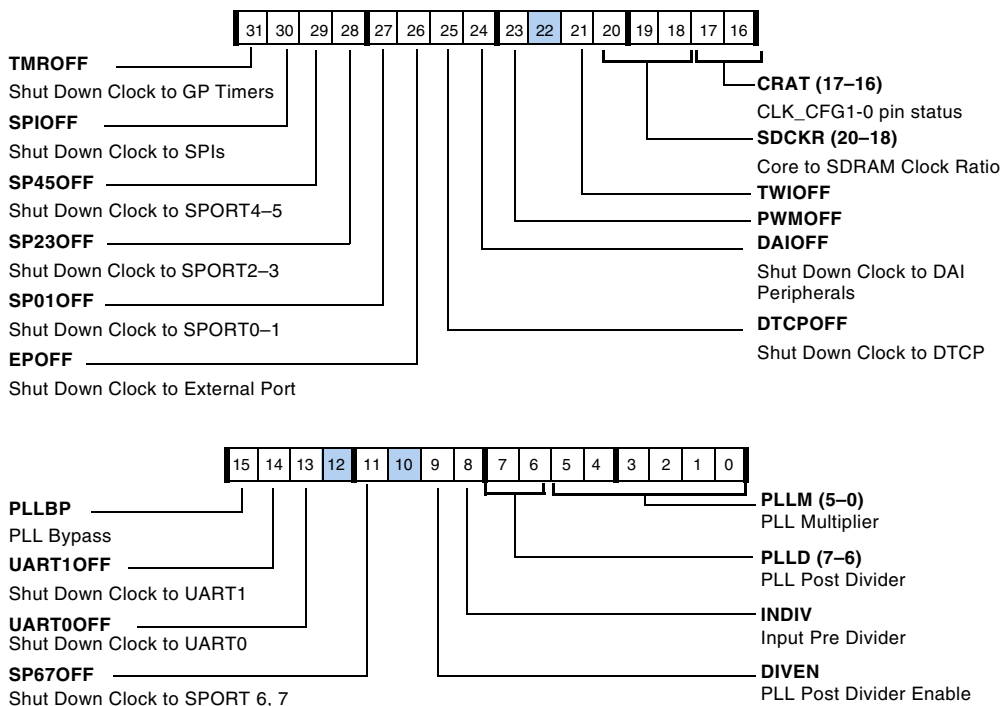 31 30 29 28 27 26 25 24 23 22 21 20 19 18 17 16
TMROFF
Shut Down Clock to GP Timers
SPIOFF
Shut Down Clock to SPIs
SP45OFF
Shut Down Clock to SPORT4–5
SP23OFF
Shut Down Clock to SPORT2–3
SP01OFF
Shut Down Clock to SPORT0–1
EPOFF
Shut Down Clock to External Port
CRAT (17–16)
CLK_CFG1-0 pin status
SDCKR (20–18)
Core to SDRAM Clock Ratio
TWIOFF
PWMOFF
DAIOFF
Shut Down Clock to DAI
Peripherals
DTCPOFF
Shut Down Clock to DTCP
15 14 13 12 11 10 9 8 7 6 5 4 3 2 1 0
PLLBP
PLL Bypass
UART1OFF
Shut Down Clock to UART1
UART0OFF
Shut Down Clock to UART0
SP67OFF
Shut Down Clock to SPORT 6, 7
PLLM (5–0)
PLL Multiplier
PLLD (7–6)
PLL Post Divider
INDIV
Input Pre Divider
DIVEN
PLL Post Divider Enable